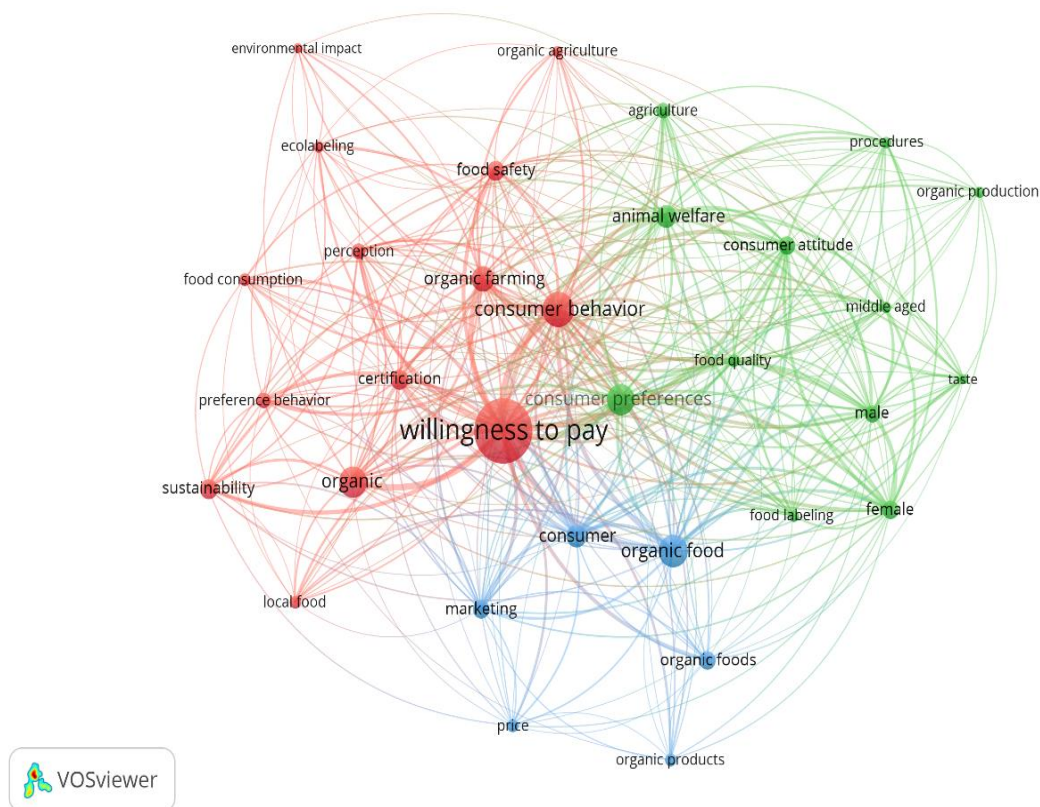 environmental impact
organic agriculture
agriculture
procedures
ecolabeling
food safety
organic production
animal welfare
consumer attitude
perception
food consumption
organic farming
consumer behavior
middle aged
food quality
certification
taste
preference behavior
consumer preferences
male
willingness to pay
organic
sustainability
food labeling
female
consumer
organic food
local food
marketing
organic foods
price
organic products
VOSviewer